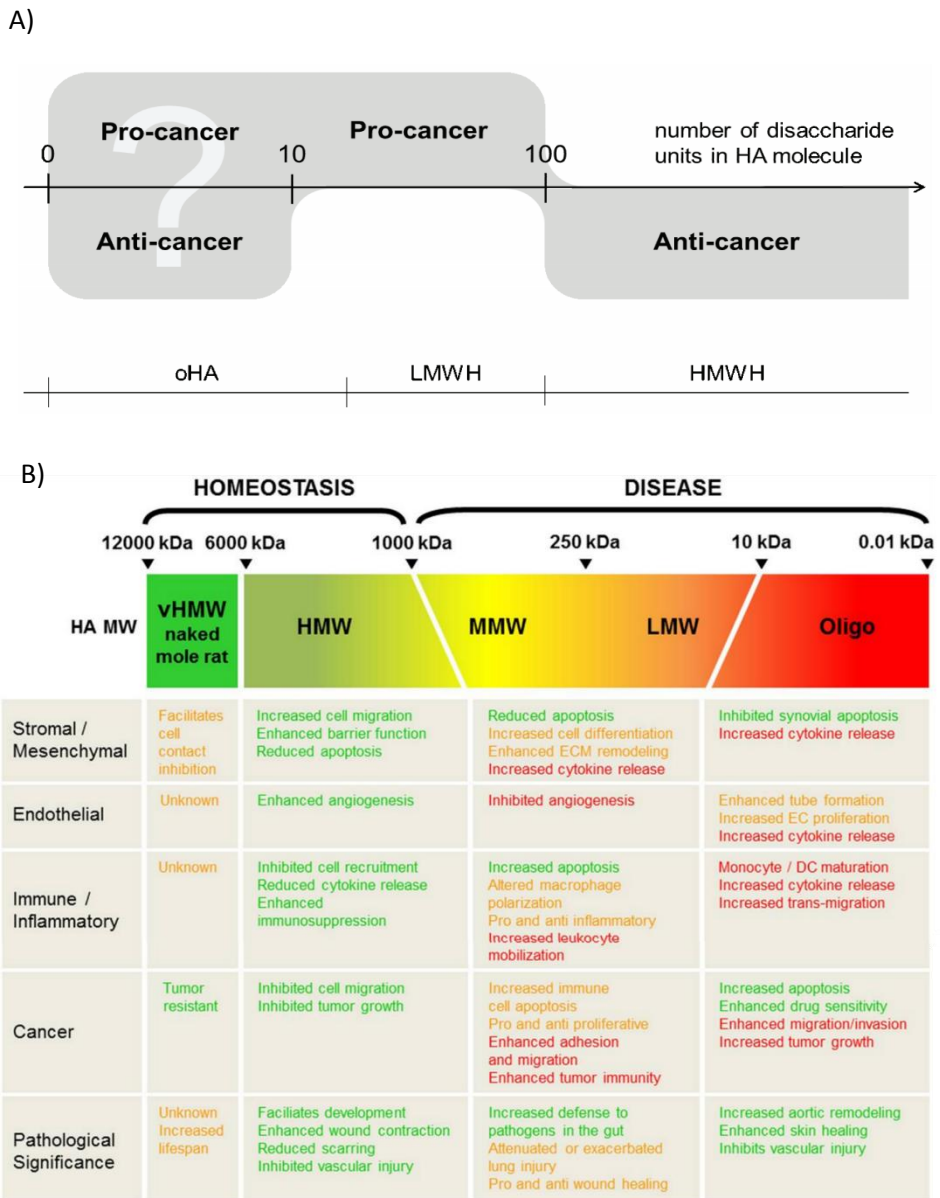 A)
Pro-cancer
Pro-cancer
number of disaccharide
units in HA molecule
0
10
100
?
Anti-cancer
Anti-cancer
oHA
LMWH
HMWH
B)
HOMEOSTASIS
DISEASE
12000 kDa
6000 kDa
1000 kDa
250 kDa
10 kDa
0.01 kDa
HA MW
vHMW
naked
mole rat
HMW
MMW
LMW
Oligo
Stromal /
Mesenchymal
Facilitates
cell
contact
inhibition
Increased cell migration
Enhanced barrier function
Reduced apoptosis
Reduced apoptosis
Increased cell differentiation
Enhanced ECM remodeling
Increased cytokine release
Inhibited synovial apoptosis
Increased cytokine release
Endothelial
Unknown
Enhanced angiogenesis
Inhibited angiogenesis
Enhanced tube formation
Increased EC proliferation
Increased cytokine release
Immune /
Inflammatory
Unknown
Inhibited cell recruitment
Reduced cytokine release
Enhanced
immunosuppression
Increased apoptosis
Altered macrophage
polarization
Pro and anti inflammatory
Increased leukocyte
mobilization
Monocyte / DC maturation
Increased cytokine release
Increased trans-migration
Cancer
Tumor
resistant
Inhibited cell migration
Inhibited tumor growth
Increased immune
cell apoptosis
Pro and anti proliferative
Enhanced adhesion
and migration
Enhanced tumor immunity
Increased apoptosis
Enhanced drug sensitivity
Enhanced migration/invasion
Increased tumor growth
Pathological
Significance
Unknown
Increased
lifespan
Faciliates development
Enhanced wound contraction
Reduced scarring
Inhibited vascular injury
Increased defense to
pathogens in the gut
Attenuated or exacerbated
lung injury
Pro and anti wound healing
Increased aortic remodeling
Enhanced skin healing
Inhibits vascular injury